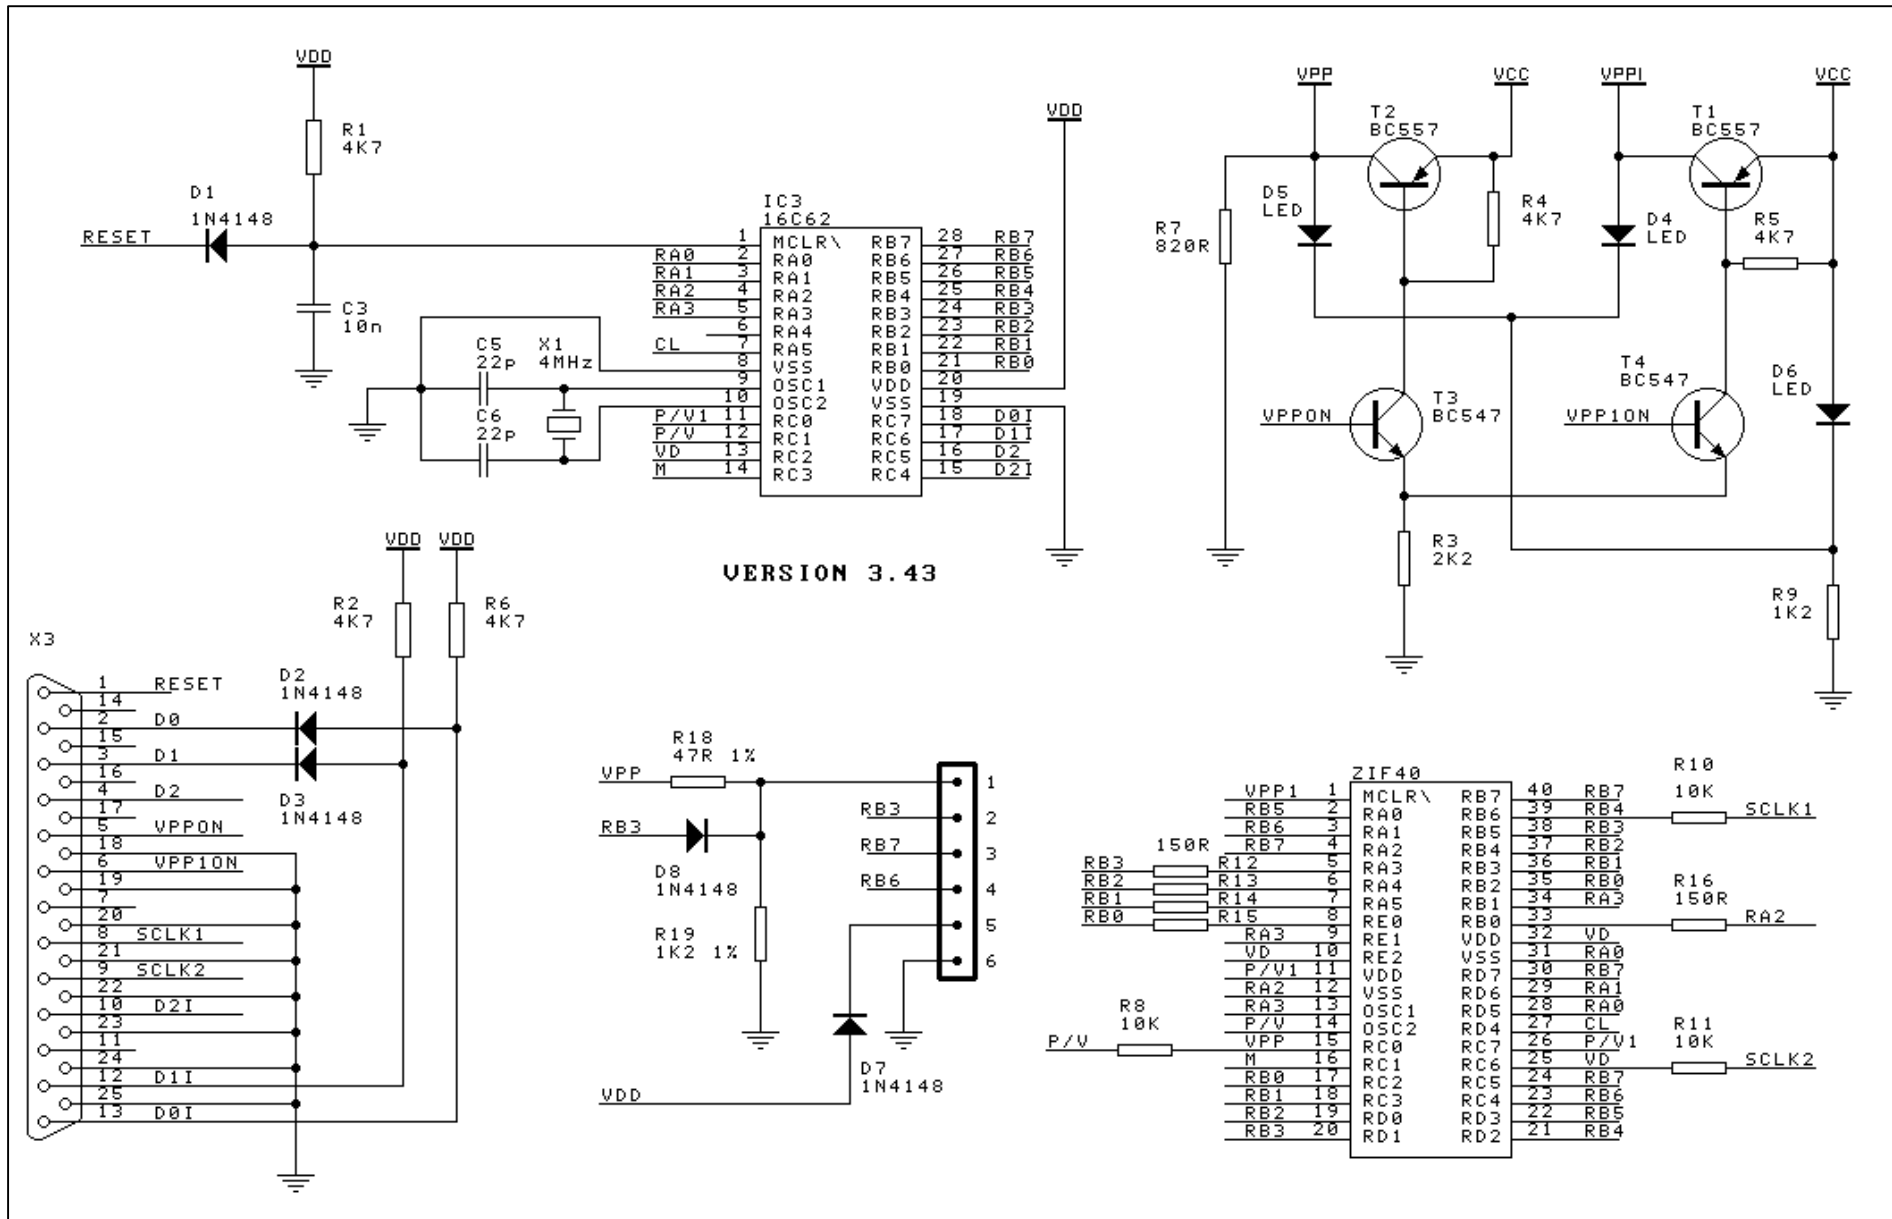 VDD
R1
4K7
D1
1N4148
RESET
C3
10n
C5
22p
X1
4MHz
C6
22p
IC3
16C62
1 MCLR\ RB7 28 RB7
RA0 2 RA0 RB6 27 RB6
RA1 3 RA1 RB5 26 RB5
RA2 4 RA2 RB4 25 RB4
RA3 5 RA3 RB3 24 RB3
6 RA4 RB2 23 RB2
CL 7 RA5 RB1 22 RB1
8 VSS RB0 21 RB0
9 OSC1 VDD 20
10 OSC2 VSS 19
P/V1 11 RC0 RC7 18 D0I
P/V 12 RC1 RC6 17 D1I
VD 13 RC2 RC5 16 D2
M 14 RC3 RC4 15 D2I
VDD
VERSION 3.43
VPP
VCC
T2
BC557
R7
820R
D5
LED
R4
4K7
VPPON
T3
BC547
R3
2K2
VPP1
VCC
T1
BC557
D4
LED
R5
4K7
T4
BC547
VPP1ON
D6
LED
R9
1K2
VDD
VDD
R2
4K7
R6
4K7
X3
D2
1N4148
D3
1N4148
1 RESET
14
2 D0
15
3 D1
16
4 D2
17
5 VPPON
18
6 VPP1ON
19
7
20
8 SCLK1
21
9 SCLK2
22
10 D2I
23
11
24
12 D1I
25
13 D0I
R18
47R 1%
VPP
RB3
D8
1N4148
R19
1K2 1%
1
RB3 2
RB7 3
RB6 4
5
6
D7
1N4148
VDD
ZIF40
VPP1 1 MCLR\ RB7 40 RB7
RB5 2 RA0 RB6 39 RB4
RB6 3 RA1 RB5 38 RB3
RB7 4 RA2 RB4 37 RB2
150R
RB3 R12 5 RA3 RB3 36 RB1
RB2 R13 6 RA4 RB2 35 RB0
RB1 R14 7 RA5 RB1 34 RA3
RB0 R15 8 RE0 RB0 33
RA3 9 RE1 VDD 32 VD
VD 10 RE2 VSS 31 RA0
P/V1 11 VDD RD7 30 RB7
RA2 12 VSS RD6 29 RA1
RA3 13 OSC1 RD5 28 RA0
P/V 14 OSC2 RD4 27 CL
VPP 15 RC0 RC7 26 P/V1
M 16 RC1 RC6 25 VD
RB0 17 RC2 RC5 24 RB7
RB1 18 RC3 RC4 23 RB6
RB2 19 RD0 RD3 22 RB5
RB3 20 RD1 RD2 21 RB4
R8
10K
P/V
R10
10K
SCLK1
R16
150R
RA2
R11
10K
SCLK2